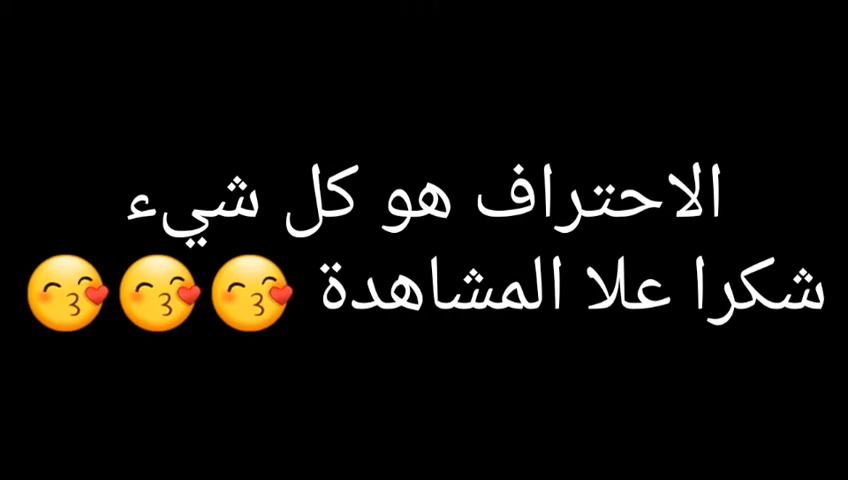 الاحتراف هو كل شيء
شكرا علا المشاهدة 😙❤️😙❤️😙❤️